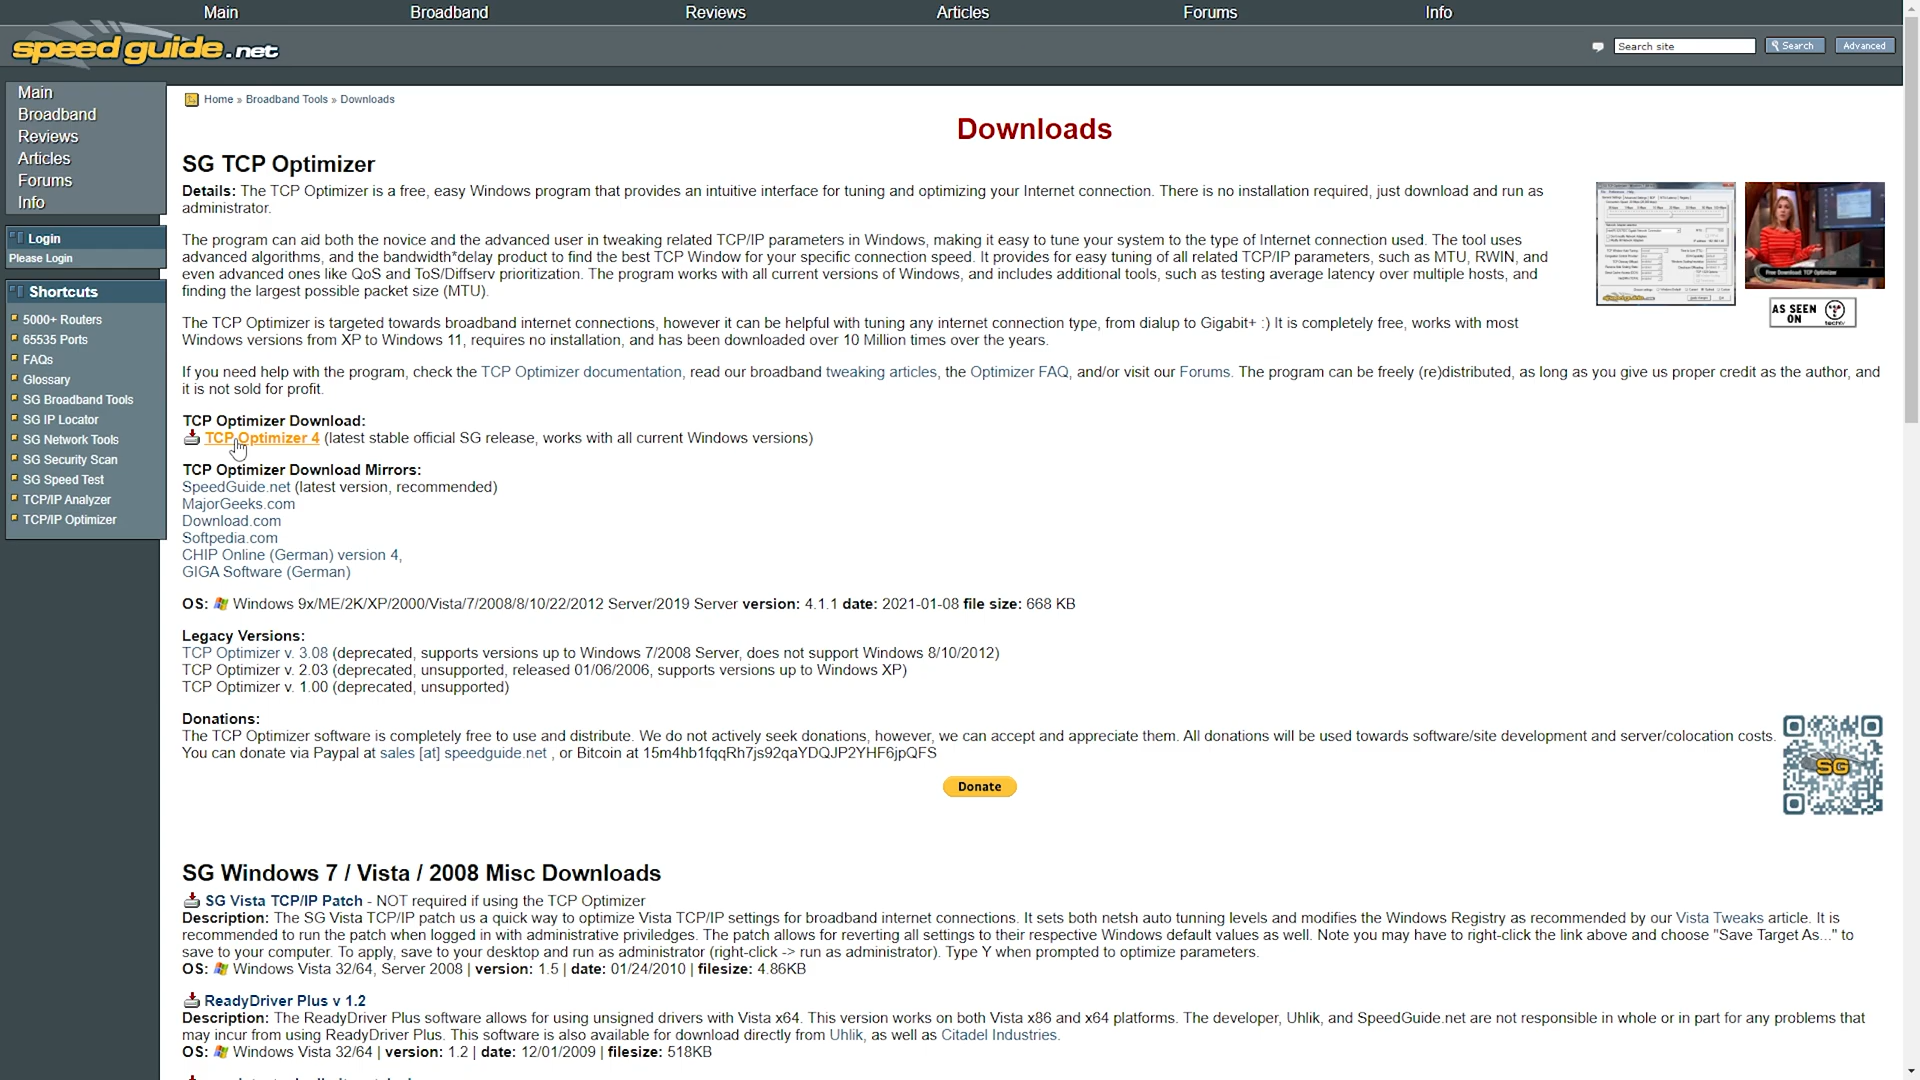 Main Broadband Reviews Articles Forums Info
speedguide.net
Search site Search Advanced
Main
Broadband
Reviews
Articles
Forums
Info
Login
Please Login
Shortcuts
5000+ Routers
65535 Ports
FAQs
Glossary
SG Broadband Tools
SG IP Locator
SG Network Tools
SG Security Scan
SG Speed Test
TCP/IP Analyzer
TCP/IP Optimizer
Home » Broadband Tools » Downloads
Downloads
SG TCP Optimizer
Details: The TCP Optimizer is a free, easy Windows program that provides an intuitive interface for tuning and optimizing your Internet connection. There is no installation required, just download and run as
administrator.
The program can aid both the novice and the advanced user in tweaking related TCP/IP parameters in Windows, making it easy to tune your system to the type of Internet connection used. The tool uses
advanced algorithms, and the bandwidth*delay product to find the best TCP Window for your specific connection speed. It provides for easy tuning of all related TCP/IP parameters, such as MTU, RWIN, and
even advanced ones like QoS and ToS/Diffserv prioritization. The program works with all current versions of Windows, and includes additional tools, such as testing average latency over multiple hosts, and
finding the largest possible packet size (MTU).
Free Download: TCP Optimizer
AS SEEN
ON
techtv
The TCP Optimizer is targeted towards broadband internet connections, however it can be helpful with tuning any internet connection type, from dialup to Gigabit+ :) It is completely free, works with most
Windows versions from XP to Windows 11, requires no installation, and has been downloaded over 10 Million times over the years.
If you need help with the program, check the TCP Optimizer documentation, read our broadband tweaking articles, the Optimizer FAQ, and/or visit our Forums. The program can be freely (re)distributed, as long as you give us proper credit as the author, and
it is not sold for profit.
TCP Optimizer Download:
TCP Optimizer 4 (latest stable official SG release, works with all current Windows versions)
TCP Optimizer Download Mirrors:
SpeedGuide.net (latest version, recommended)
MajorGeeks.com
Download.com
Softpedia.com
CHIP Online (German) version 4,
GIGA Software (German)
OS: Windows 9x/ME/2K/XP/2000/Vista/7/2008/8/10/22/2012 Server/2019 Server version: 4.1.1 date: 2021-01-08 file size: 668 KB
Legacy Versions:
TCP Optimizer v. 3.08 (deprecated, supports versions up to Windows 7/2008 Server, does not support Windows 8/10/2012)
TCP Optimizer v. 2.03 (deprecated, unsupported, released 01/06/2006, supports versions up to Windows XP)
TCP Optimizer v. 1.00 (deprecated, unsupported)
Donations:
The TCP Optimizer software is completely free to use and distribute. We do not actively seek donations, however, we can accept and appreciate them. All donations will be used towards software/site development and server/colocation costs.
You can donate via Paypal at sales [at] speedguide.net , or Bitcoin at 15m4hb1fqqRh7js92qaYDQJP2YHF6jpQFS
SG
Donate
SG Windows 7 / Vista / 2008 Misc Downloads
SG Vista TCP/IP Patch - NOT required if using the TCP Optimizer
Description: The SG Vista TCP/IP patch us a quick way to optimize Vista TCP/IP settings for broadband internet connections. It sets both netsh auto tunning levels and modifies the Windows Registry as recommended by our Vista Tweaks article. It is
recommended to run the patch when logged in with administrative priviledges. The patch allows for reverting all settings to their respective Windows default values as well. Note you may have to right-click the link above and choose "Save Target As..." to
save to your computer. To apply, save to your desktop and run as administrator (right-click -> run as administrator). Type Y when prompted to optimize parameters.
OS: Windows Vista 32/64, Server 2008 | version: 1.5 | date: 01/24/2010 | filesize: 4.86KB
ReadyDriver Plus v 1.2
Description: The ReadyDriver Plus software allows for using unsigned drivers with Vista x64. This version works on both Vista x86 and x64 platforms. The developer, Uhlik, and SpeedGuide.net are not responsible in whole or in part for any problems that
may incur from using ReadyDriver Plus. This software is also available for download directly from Uhlik, as well as Citadel Industries.
OS: Windows Vista 32/64 | version: 1.2 | date: 12/01/2009 | filesize: 518KB